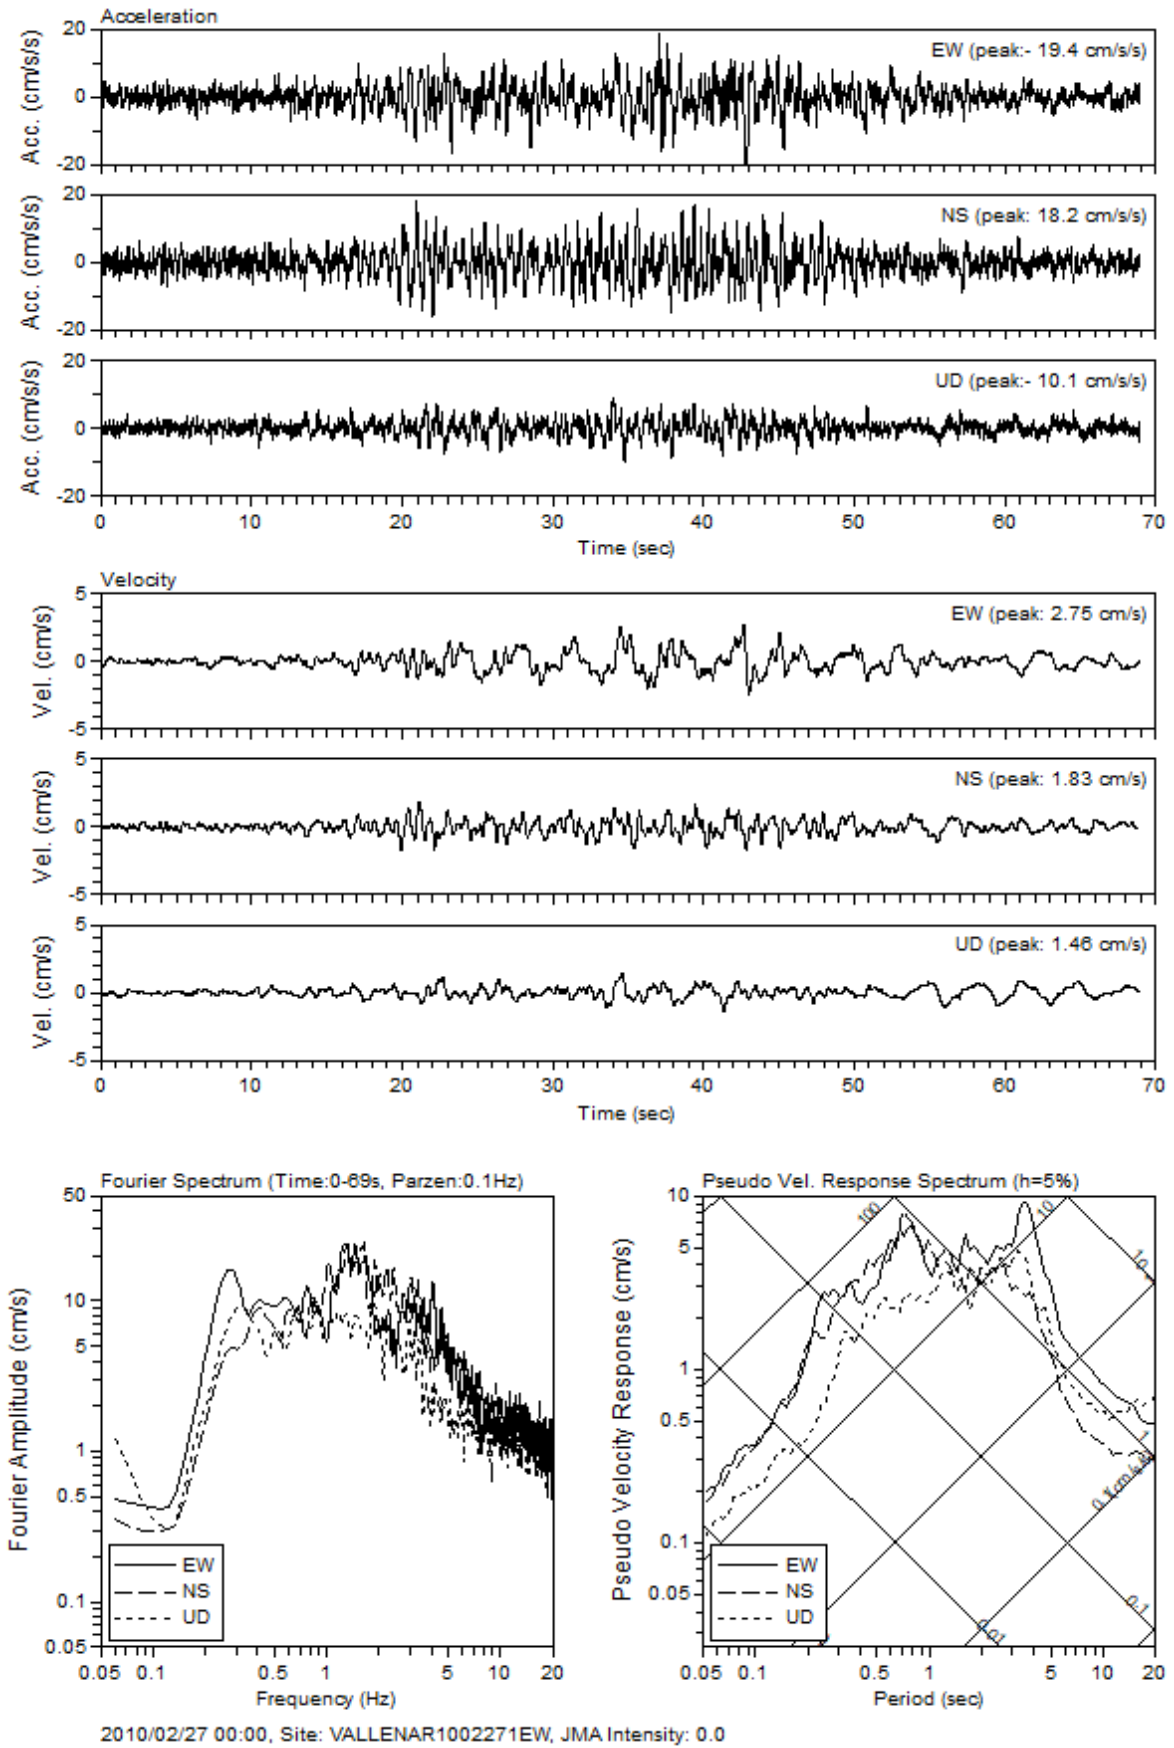 Acceleration
20
0
-20
Acc. (cm/s/s)
EW (peak:- 19.4 cm/s/s)
20
0
-20
Acc. (cm/s/s)
NS (peak: 18.2 cm/s/s)
20
0
-20
Acc. (cm/s/s)
UD (peak:- 10.1 cm/s/s)
0 10 20 30 40 50 60 70
Time (sec)
Velocity
5
0
-5
Vel. (cm/s)
EW (peak: 2.75 cm/s)
5
0
-5
Vel. (cm/s)
NS (peak: 1.83 cm/s)
5
0
-5
Vel. (cm/s)
UD (peak: 1.46 cm/s)
0 10 20 30 40 50 60 70
Time (sec)
Fourier Spectrum (Time:0-69s, Parzen:0.1Hz)
50
10
5
1
0.5
0.1
0.05
Fourier Amplitude (cm/s)
EW
NS
UD
0.05 0.1 0.5 1 5 10 20
Frequency (Hz)
Pseudo Vel. Response Spectrum (h=5%)
10
5
1
0.5
0.1
0.05
Pseudo Velocity Response (cm/s)
100
10
10
1
0.1
0.01
EW
NS
UD
0.05 0.1 0.5 1 5 10 20
Period (sec)
2010/02/27 00:00, Site: VALLENAR1002271EW, JMA Intensity: 0.0